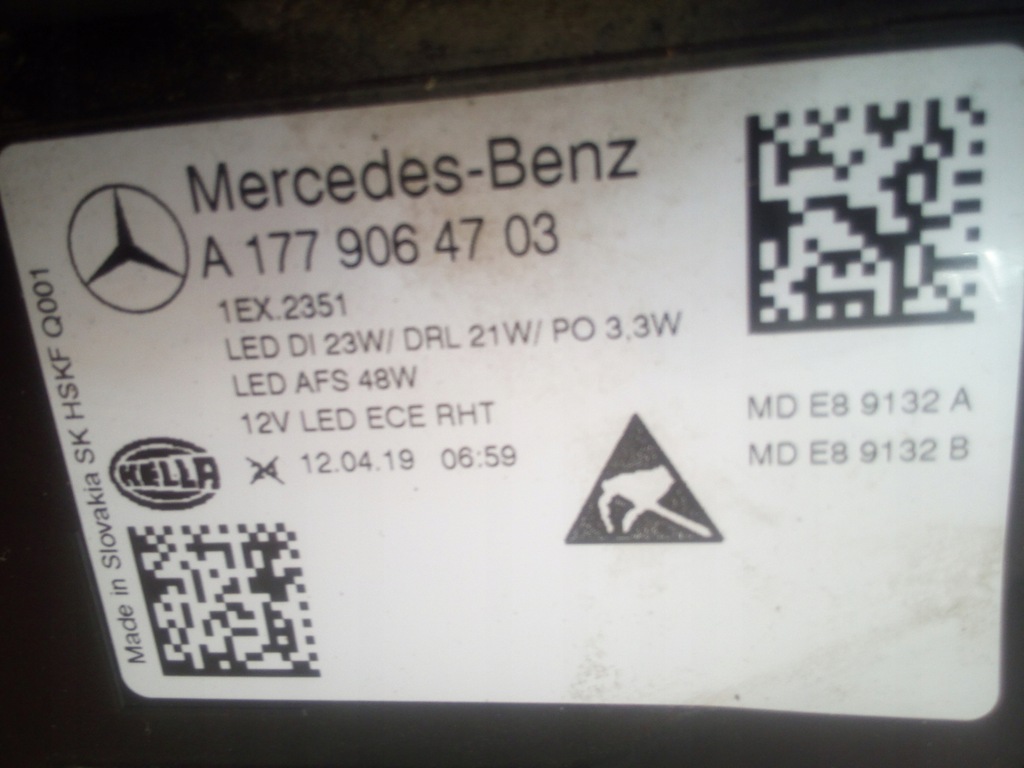 Mercedes-Benz
A 177 906 47 03
1EX.2351
LED DI 23W/ DRL 21W/ PO 3,3W
LED AFS 48W
12V LED ECE RHT
12.04.19 06:59
HELLA
MD E8 9132 A
MD E8 9132 B
Made in Slovakia SK HSKF Q001